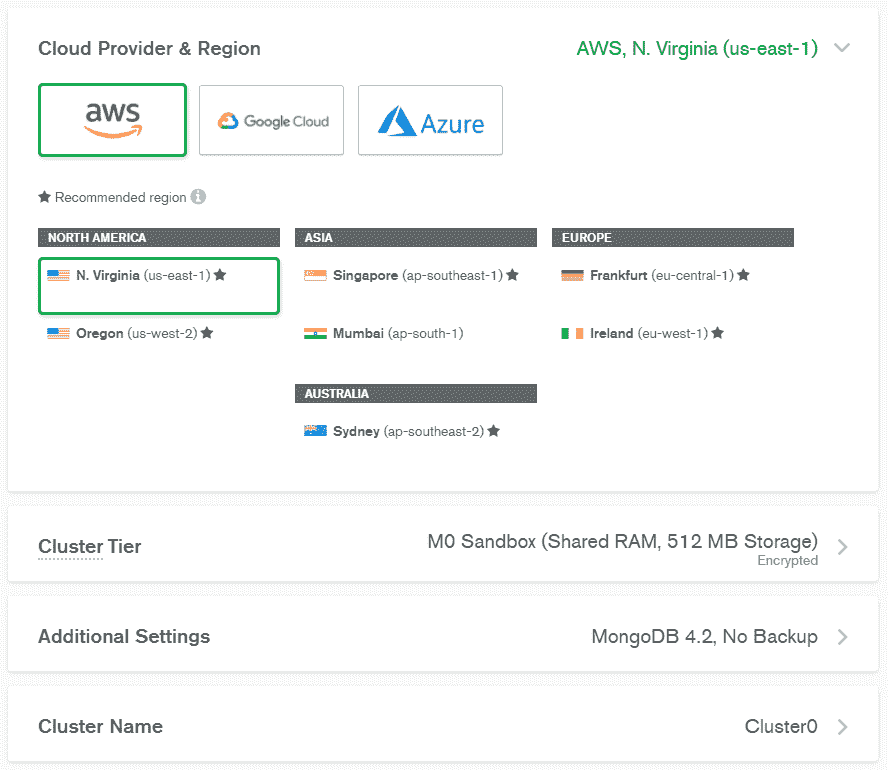 Cloud Provider & Region
AWS, N. Virginia (us-east-1)
aws
Google Cloud
Azure
Recommended region
NORTH AMERICA
N. Virginia (us-east-1)
Oregon (us-west-2)
ASIA
Singapore (ap-southeast-1)
Mumbai (ap-south-1)
AUSTRALIA
Sydney (ap-southeast-2)
EUROPE
Frankfurt (eu-central-1)
Ireland (eu-west-1)
Cluster Tier
M0 Sandbox (Shared RAM, 512 MB Storage)
Encrypted
Additional Settings
MongoDB 4.2, No Backup
Cluster Name
Cluster0